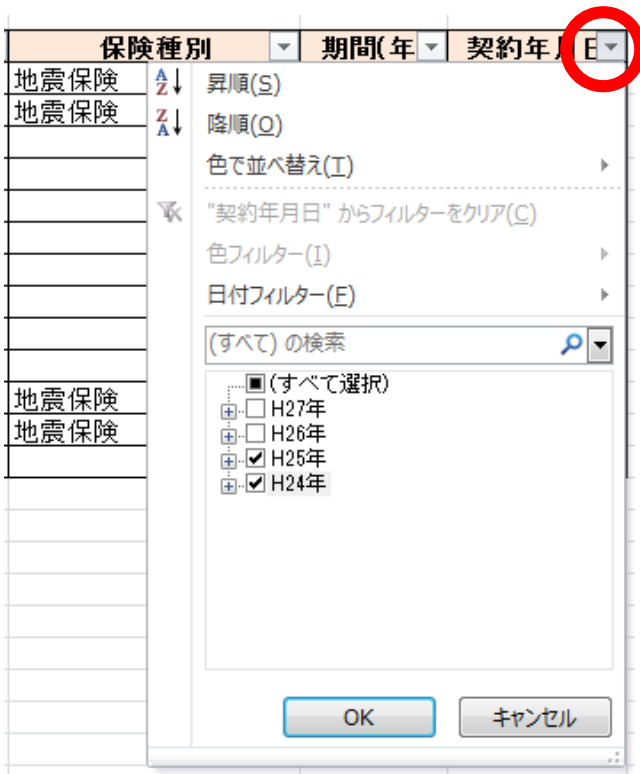 保険種別 期間(年 契約年月日
地震保険
地震保険
昇順(S)
降順(O)
色で並べ替え(T)
"契約年月日" からフィルターをクリア(C)
色フィルター(I)
日付フィルター(F)
(すべて) の検索
(すべて選択)
H27年
H26年
H25年
H24年
地震保険
地震保険
OK キャンセル